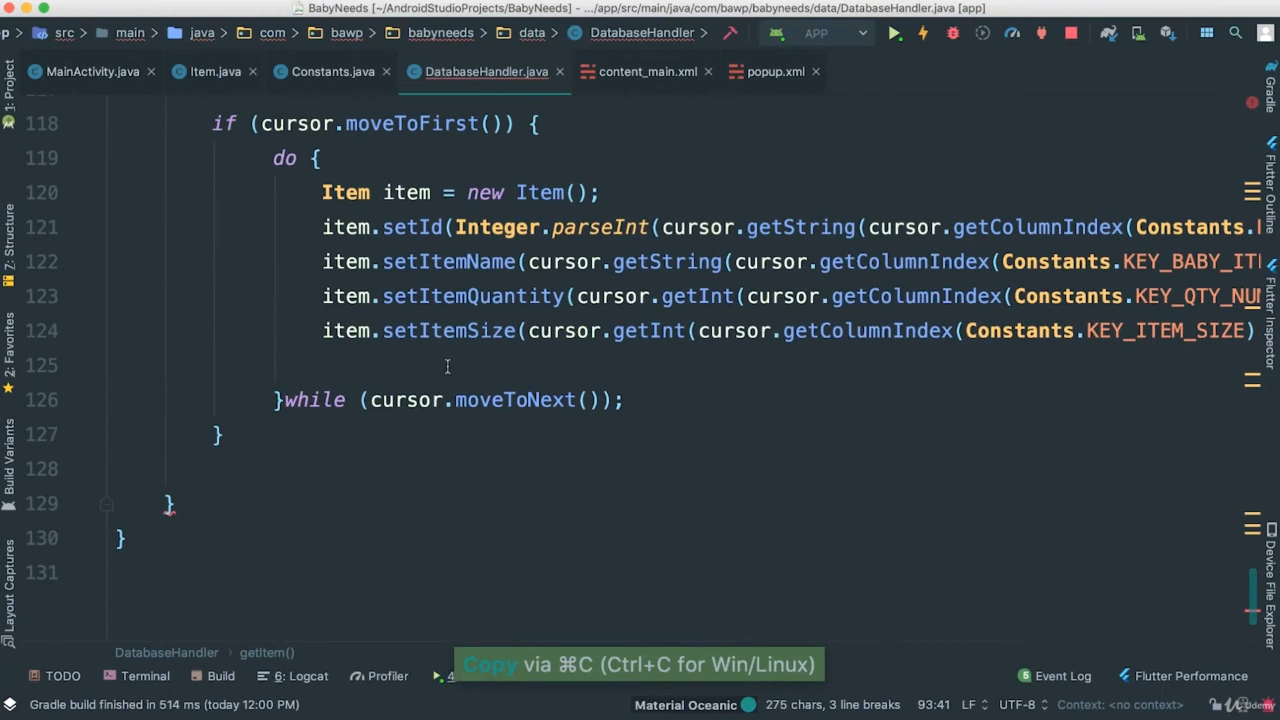 BabyNeeds [~/AndroidStudioProjects/BabyNeeds] - .../app/src/main/java/com/bawp/babyneeds/data/DatabaseHandler.java [app]
p src main java com bawp babyneeds data DatabaseHandler APP
MainActivity.java Item.java Constants.java DatabaseHandler.java content_main.xml popup.xml
118 if (cursor.moveToFirst()) {
119 do {
120 Item item = new Item();
121 item.setId(Integer.parseInt(cursor.getString(cursor.getColumnIndex(Constants.
122 item.setItemName(cursor.getString(cursor.getColumnIndex(Constants.KEY_BABY_ITE
123 item.setItemQuantity(cursor.getInt(cursor.getColumnIndex(Constants.KEY_QTY_NUM
124 item.setItemSize(cursor.getInt(cursor.getColumnIndex(Constants.KEY_ITEM_SIZE)
125
126 }while (cursor.moveToNext());
127 }
128
129 }
130 }
131
DatabaseHandler getItem()
Copy via ⌘C (Ctrl+C for Win/Linux)
TODO Terminal Build 6: Logcat Profiler 4 5 Event Log Flutter Performance
Gradle build finished in 514 ms (today 12:00 PM) Material Oceanic 275 chars, 3 line breaks 93:41 LF UTF-8 Context: <no context>
Udemy
1: Project
7: Structure
2: Favorites
Build Variants
Layout Captures
Gradle
Flutter Outline
Flutter Inspector
Device File Explorer